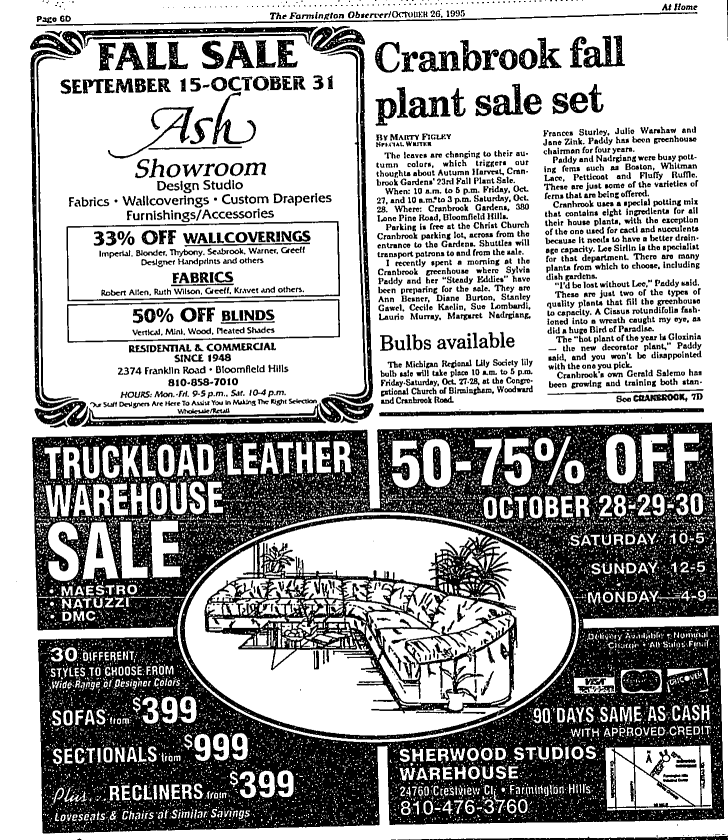 Page 6D
The Farmington Observer/OCTOBER 26, 1995
At Home
FALL SALE
SEPTEMBER 15-OCTOBER 31
Ash
Showroom
Design Studio
Fabrics • Wallcoverings • Custom Draperies
Furnishings/Accessories
33% OFF WALLCOVERINGS
Imperial, Blonder, Thybony, Seabrook, Warner, Greeff
Designer Handprints and others
FABRICS
Robert Allen, Ruth Wilson, Greeff, Kravet and others.
50% OFF BLINDS
Vertical, Mini, Wood, Pleated Shades
RESIDENTIAL & COMMERCIAL
SINCE 1948
2374 Franklin Road • Bloomfield Hills
810-858-7010
HOURS: Mon.-Fri. 9-5 p.m., Sat. 10-4 p.m.
Our Staff Designers Are Here To Assist You In Making The Right Selection
Wholesale/Retail
Cranbrook fall
plant sale set
BY MARTY FIGLEY
SPECIAL WRITER
The leaves are changing to their au-
tumn colors, which triggers our
thoughts about Autumn Harvest, Cran-
brook Gardens' 23rd Fall Plant Sale.
When: 10 a.m. to 5 p.m. Friday, Oct.
27, and 10 a.m. to 3 p.m. Saturday, Oct.
28. Where: Cranbrook Gardens, 380
Lone Pine Road, Bloomfield Hills.
Parking is free at the Christ Church
Cranbrook parking lot, across from the
entrance to the Gardens. Shuttles will
transport patrons to and from the sale.
I recently spent a morning at the
Cranbrook greenhouse where Sylvia
Paddy and her "Steady Eddies" have
been preparing for the sale. They are
Ann Besner, Diane Burton, Stanley
Gawel, Cecile Kaelin, Sue Lombardi,
Laurie Murray, Margaret Nadrgiang,
Frances Sturley, Julie Warshaw and
Jane Zink. Paddy has been greenhouse
chairman for four years.
Paddy and Nadrgiang were busy pott-
ing ferns such as Boston, Whitman
Lace, Petticoat and Fluffy Ruffle.
These are just some of the varieties of
ferns that are being offered.
Cranbrook uses a special potting mix
that contains eight ingredients for all
their house plants, with the exception
of the one used for cacti and succulents
because it needs to have a better drain-
age capacity. Lee Sirlin is the specialist
for that department. There are many
plants from which to choose, including
dish gardens.
"I'd be lost without Lee," Paddy said.
These are just two of the types of
quality plants that fill the greenhouse
to capacity. A Cissus rotundifolia fash-
ioned into a wreath caught my eye, as
did a huge Bird of Paradise.
The "hot plant of the year is Gloxinia
— the new decorator plant," Paddy
said, and you won't be disappointed
with the one you pick.
Cranbrook's own Gerald Salemo has
been growing and training both stan-
See CRANBROOK, 7D
Bulbs available
The Michigan Regional Lily Society lily
bulb sale will take place 10 a.m. to 5 p.m.
Friday-Saturday, Oct. 27-28, at the Congre-
gational Church of Birmingham, Woodward
and Cranbrook Road.
TRUCKLOAD LEATHER
WAREHOUSE
SALE
• MAESTRO
• NATUZZI
• DMC
50-75% OFF
OCTOBER 28-29-30
SATURDAY 10-5
SUNDAY 12-5
MONDAY 4-9
30 DIFFERENT
STYLES TO CHOOSE FROM
Wide Range of Designer Colors
SOFAS from $399
SECTIONALS from $999
Plus... RECLINERS from $399
Loveseats & Chairs at Similar Savings
Delivery Available • Nominal
Charge • All Sales Final
VISA
DISCOVER
90 DAYS SAME AS CASH
WITH APPROVED CREDIT
SHERWOOD STUDIOS
WAREHOUSE
24760 Crestview Ct. • Farmington Hills
810-476-3760